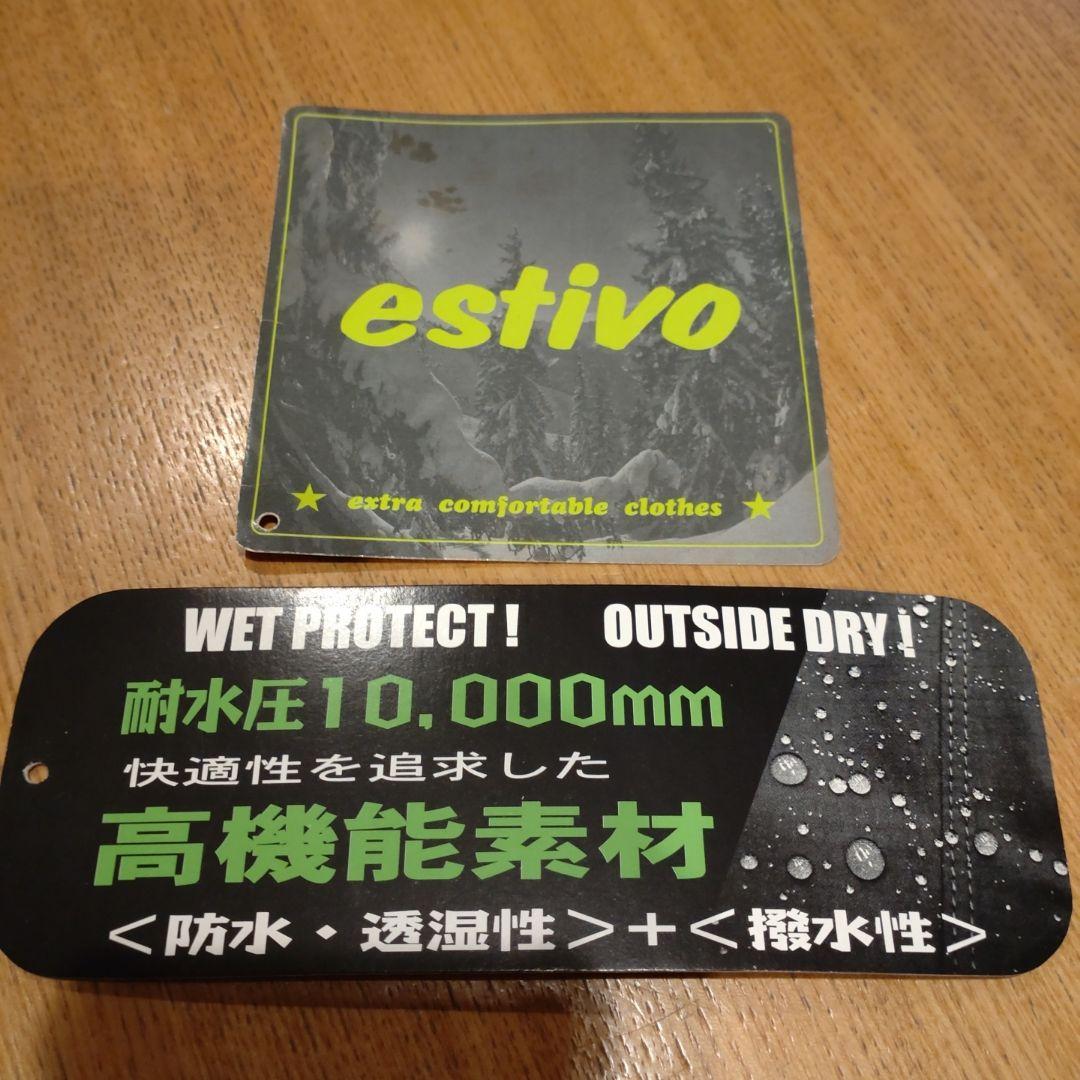 estivo
★ extra comfortable clothes ★
WET PROTECT! OUTSIDE DRY!
耐水圧10,000mm
快適性を追求した
高機能素材
<防水・透湿性>+<撥水性>